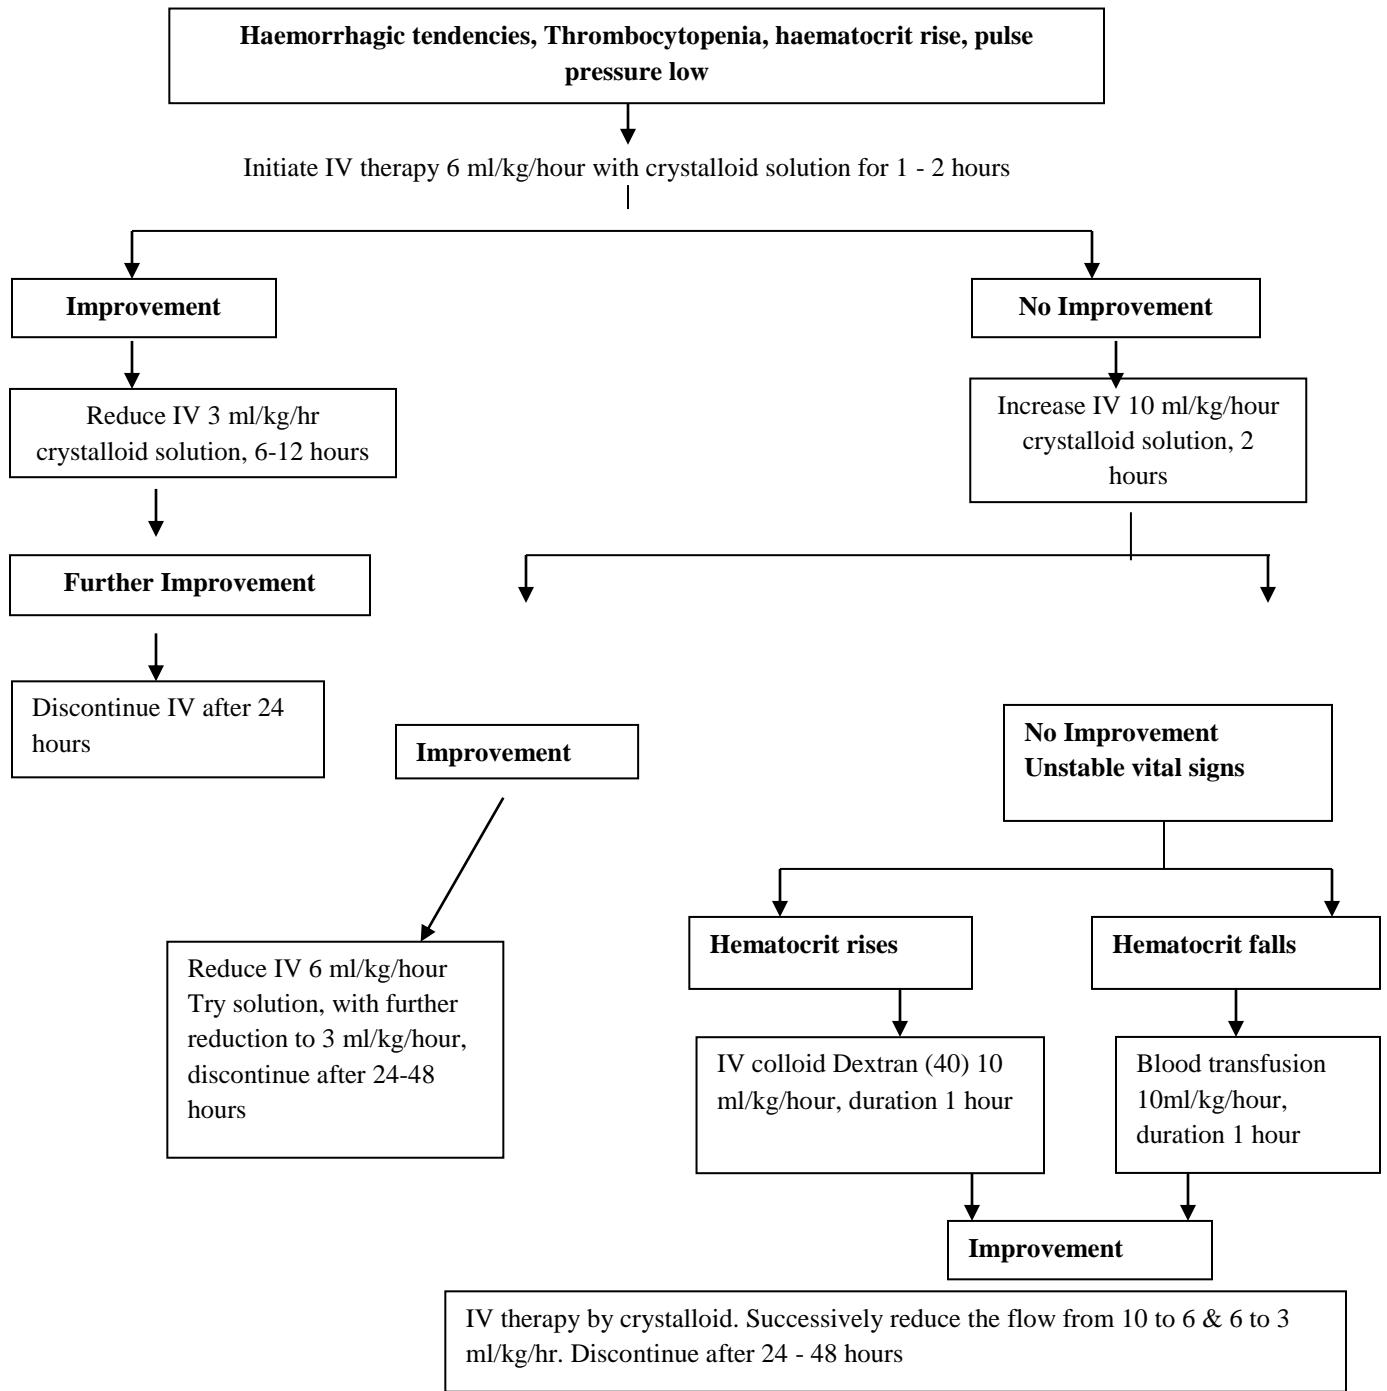 Haemorrhagic tendencies, Thrombocytopenia, haematocrit rise, pulse
pressure low
Initiate IV therapy 6 ml/kg/hour with crystalloid solution for 1 - 2 hours
Improvement
No Improvement
Reduce IV 3 ml/kg/hr
crystalloid solution, 6-12 hours
Increase IV 10 ml/kg/hour
crystalloid solution, 2
hours
Further Improvement
Discontinue IV after 24
hours
Improvement
No Improvement
Unstable vital signs
Reduce IV 6 ml/kg/hour
Try solution, with further
reduction to 3 ml/kg/hour,
discontinue after 24-48
hours
Hematocrit rises
Hematocrit falls
IV colloid Dextran (40) 10
ml/kg/hour, duration 1 hour
Blood transfusion
10ml/kg/hour,
duration 1 hour
Improvement
IV therapy by crystalloid. Successively reduce the flow from 10 to 6 & 6 to 3
ml/kg/hr. Discontinue after 24 - 48 hours